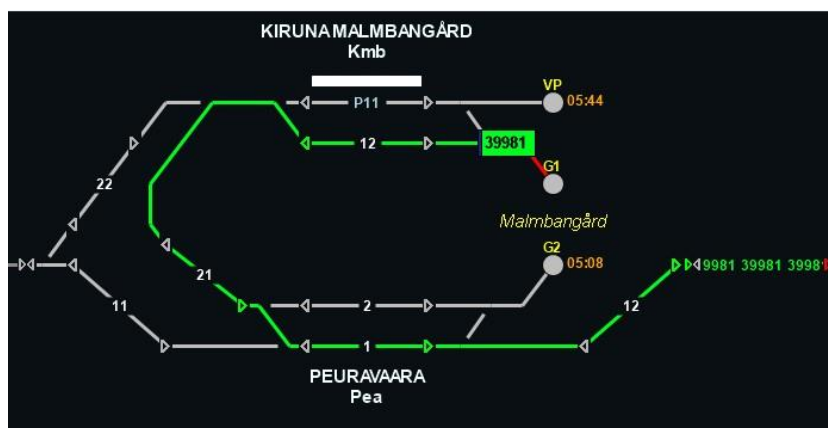 KIRUNA MALMBANGÅRD
Kmb
VP
P11
05:44
12
39981
G1
22
Malmbangård
G2
05:08
21
9981 39981 3998
11
2
12
1
PEURAVAARA
Pea